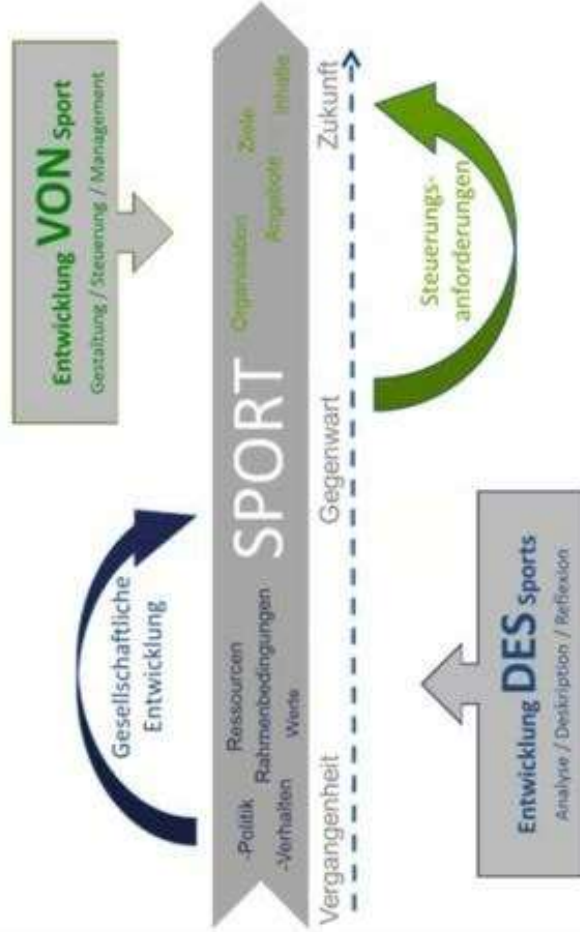 Entwicklung VON Sport
Gestaltung / Steuerung / Management
Gesellschaftliche
Entwicklung
-Politik Ressourcen
Rahmenbedingungen
-Verhalten Werte
SPORT
Organisation Ziele
Angebote Inhalte
Vergangenheit Gegenwart Zukunft
Steuerungs-
anforderungen
Entwicklung DES Sports
Analyse / Deskription / Reflexion